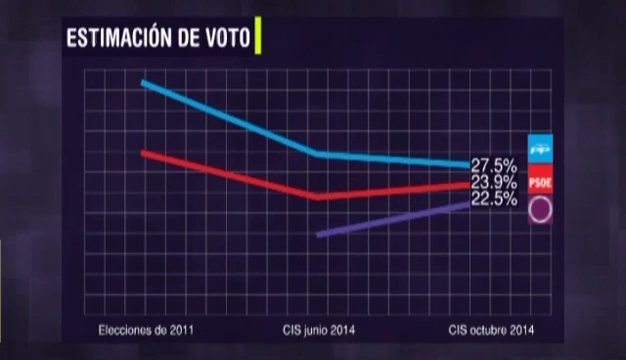 ESTIMACIÓN DE VOTO
PP
27.5%
23.9%
PSOE
22.5%
Elecciones de 2011
CIS junio 2014
CIS octubre 2014